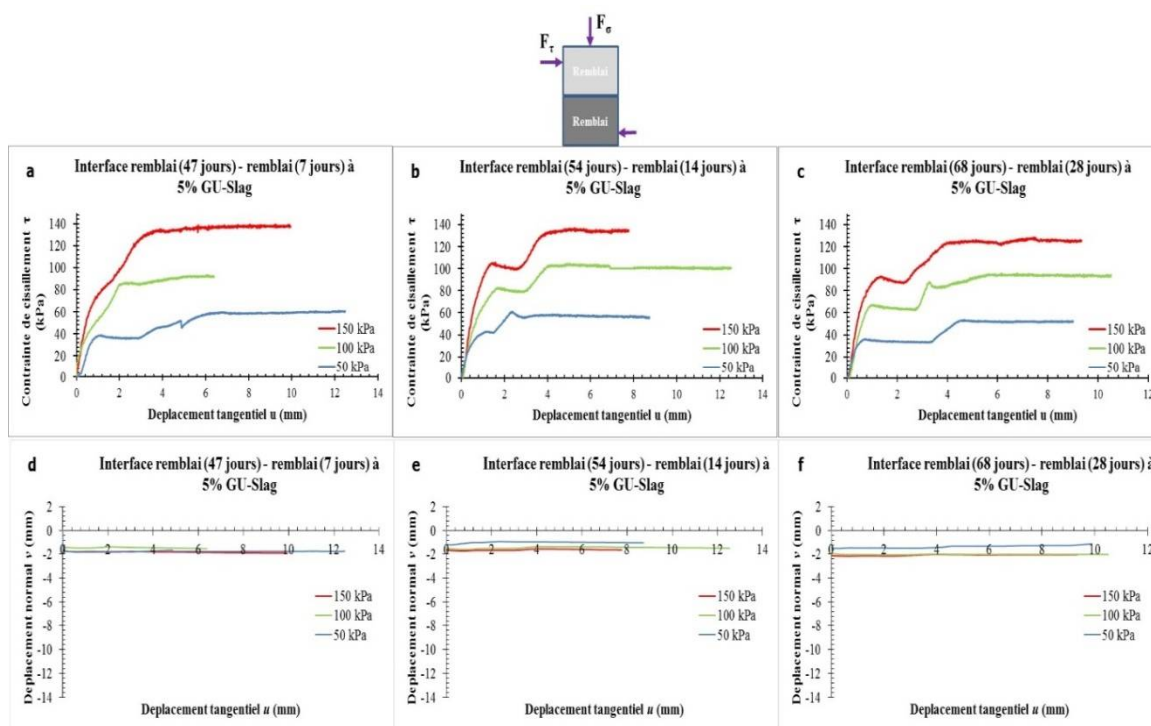 Fσ
Fτ
Remblai
Remblai
a
Interface remblai (47 jours) - remblai (7 jours) à
5% GU-Slag
Contrainte de cisaillement τ
(kPa)
140
120
100
80
60
40
20
0
0 2 4 6 8 10 12 14
150 kPa
100 kPa
50 kPa
Deplacement tangentiel u (mm)
b
Interface remblai (54 jours) - remblai (14 jours) à
5% GU-Slag
Contrainte de cisaillement τ
(kPa)
140
120
100
80
60
40
20
0
0 2 4 6 8 10 12 14
150 kPa
100 kPa
50 kPa
Deplacement tangentiel u (mm)
c
Interface remblai (68 jours) - remblai (28 jours) à
5% GU-Slag
Contrainte de cisaillement τ
(kPa)
140
120
100
80
60
40
20
0
0 2 4 6 8 10 12
150 kPa
100 kPa
50 kPa
Deplacement tangentiel u (mm)
d
Interface remblai (47 jours) - remblai (7 jours) à
5% GU-Slag
Deplacement normal v (mm)
2
0
-2
-4
-6
-8
-10
-12
-14
0 2 4 6 8 10 12 14
150 kPa
100 kPa
50 kPa
Deplacement tangentiel u (mm)
e
Interface remblai (54 jours) - remblai (14 jours) à
5% GU-Slag
Deplacement normal v (mm)
2
0
-2
-4
-6
-8
-10
-12
-14
0 2 4 6 8 10 12 14
150 kPa
100 kPa
50 kPa
Deplacement tangentiel u (mm)
f
Interface remblai (68 jours) - remblai (28 jours) à
5% GU-Slag
Deplacement normal v (mm)
2
0
-2
-4
-6
-8
-10
-12
-14
0 2 4 6 8 10 12
150 kPa
100 kPa
50 kPa
Deplacement tangentiel u (mm)